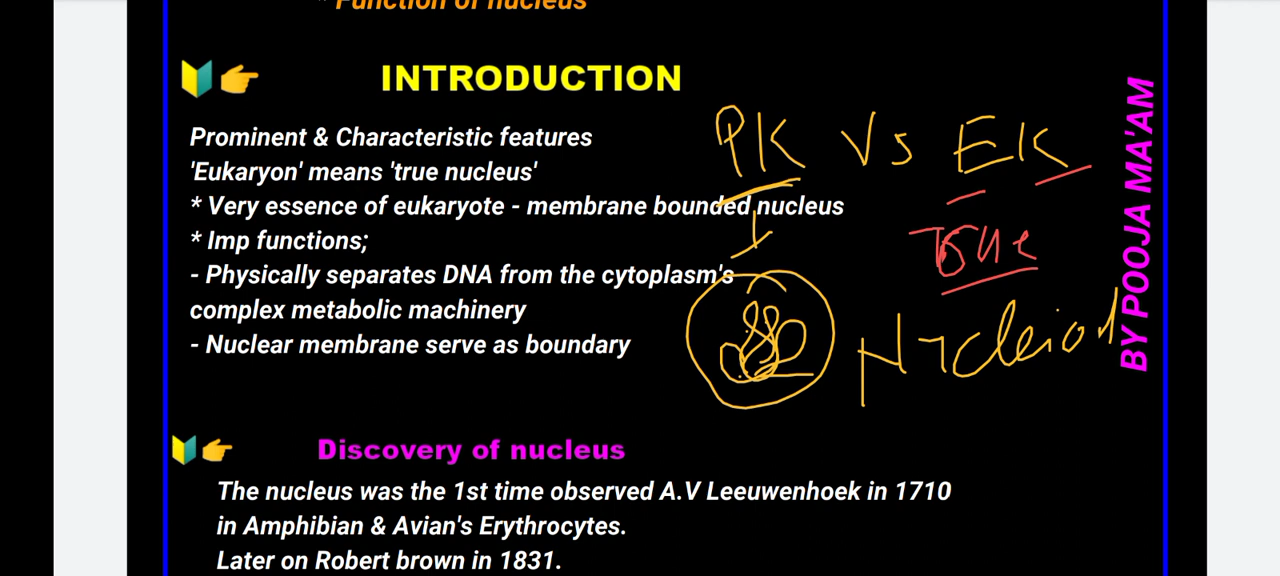 * Function of nucleus
INTRODUCTION
Prominent & Characteristic features
'Eukaryon' means 'true nucleus'
* Very essence of eukaryote - membrane bounded nucleus
* Imp functions;
- Physically separates DNA from the cytoplasm's
complex metabolic machinery
- Nuclear membrane serve as boundary
PK Vs EK
True
Nucleiod
BY POOJA MA'AM
Discovery of nucleus
The nucleus was the 1st time observed A.V Leeuwenhoek in 1710
in Amphibian & Avian's Erythrocytes.
Later on Robert brown in 1831.